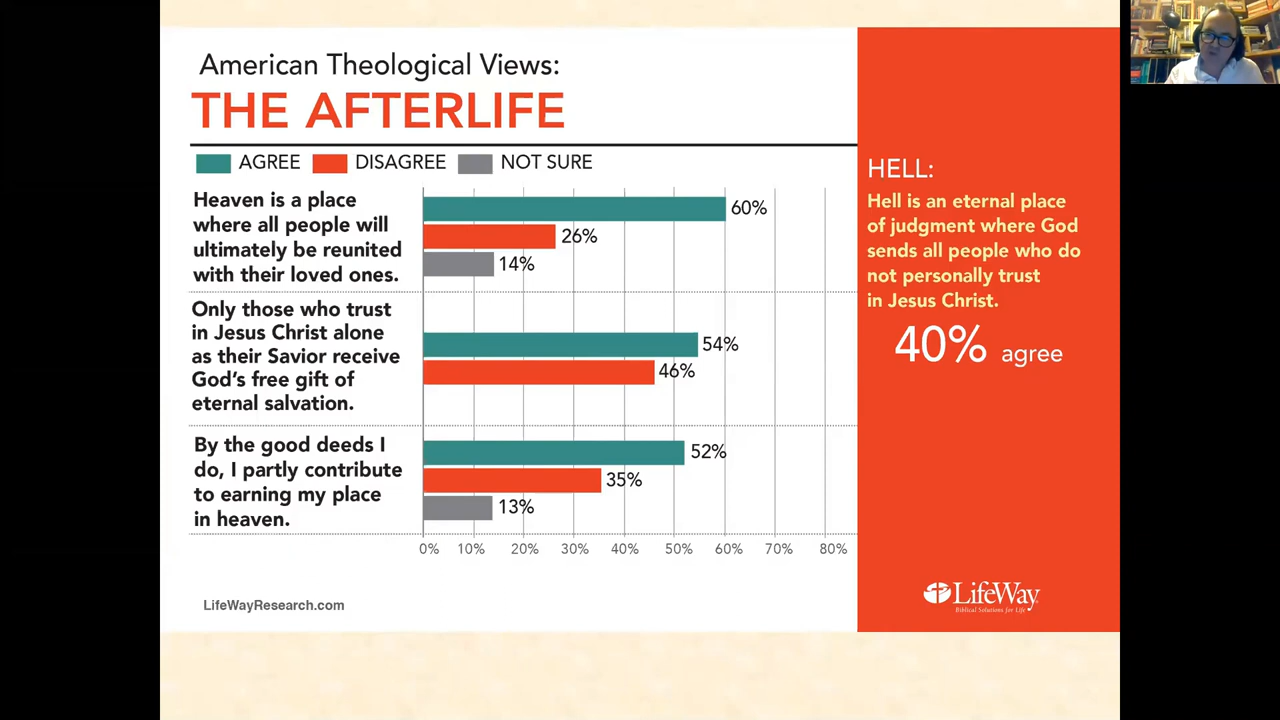 American Theological Views:
THE AFTERLIFE
AGREE DISAGREE NOT SURE
Heaven is a place
where all people will
ultimately be reunited
with their loved ones.
60%
26%
14%
Only those who trust
in Jesus Christ alone
as their Savior receive
God's free gift of
eternal salvation.
54%
46%
By the good deeds I
do, I partly contribute
to earning my place
in heaven.
52%
35%
13%
0% 10% 20% 30% 40% 50% 60% 70% 80%
LifeWayResearch.com
HELL:
Hell is an eternal place
of judgment where God
sends all people who do
not personally trust
in Jesus Christ.
40% agree
LifeWay
Biblical Solutions for Life